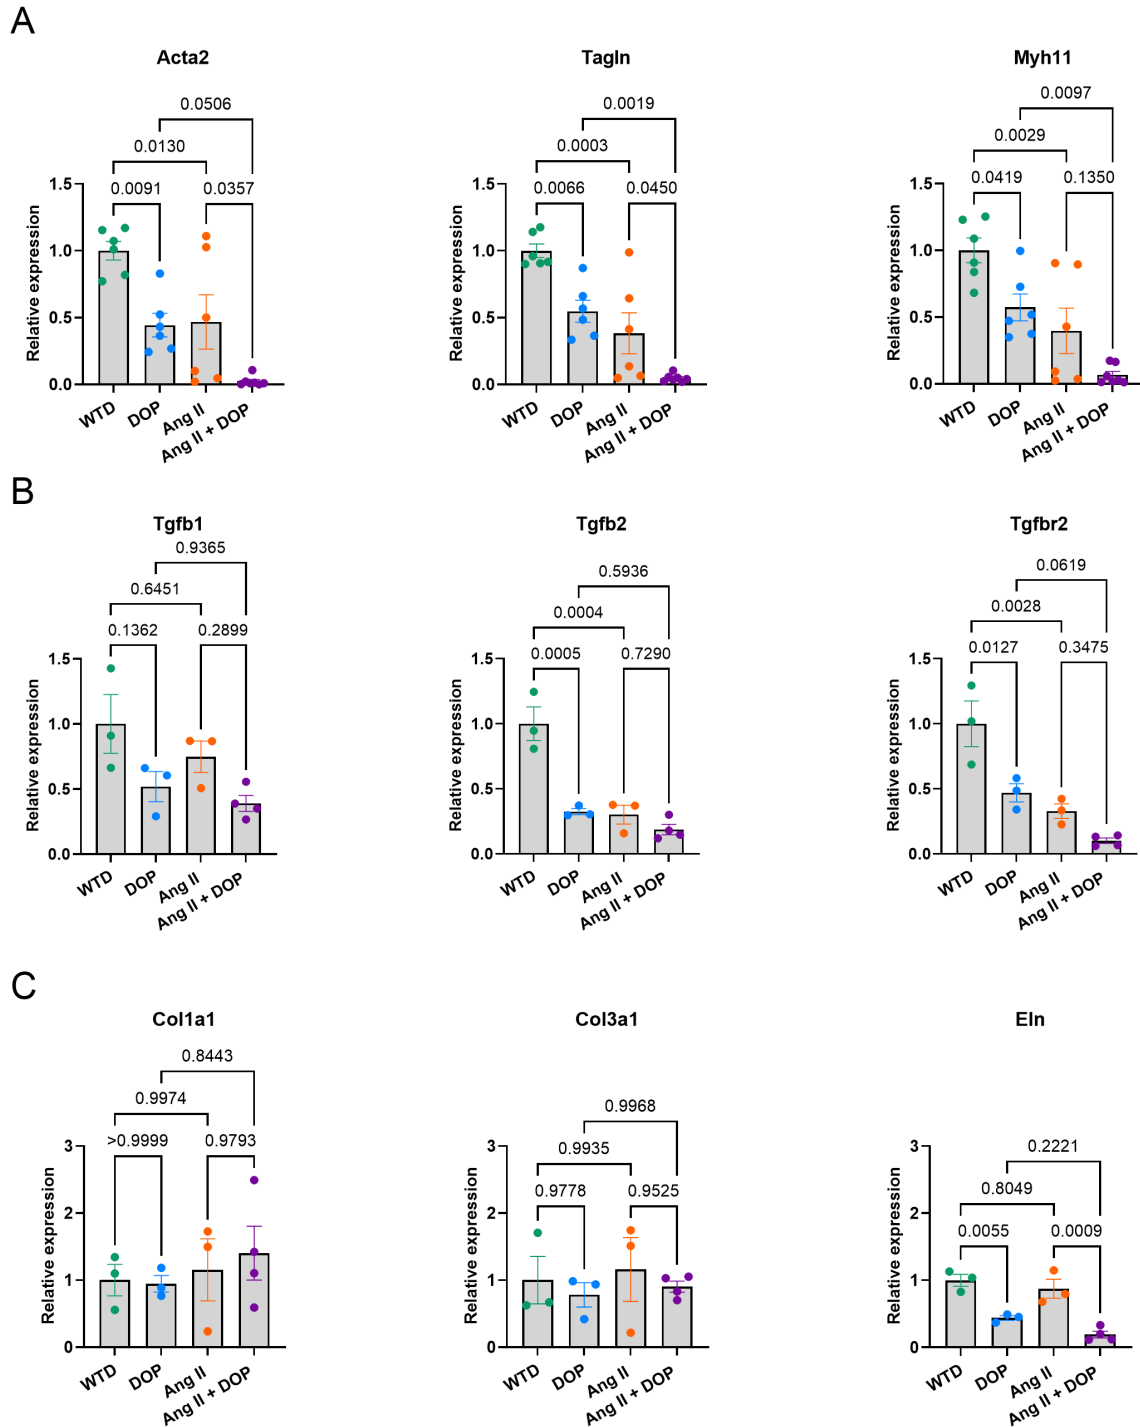 A
Acta2
Tagln
Myh11
0.0506
0.0130
0.0091
0.0357
Relative expression
1.5
1.0
0.5
0.0
WTD
DOP
Ang II
Ang II + DOP
0.0019
0.0003
0.0066
0.0450
Relative expression
1.5
1.0
0.5
0.0
WTD
DOP
Ang II
Ang II + DOP
0.0097
0.0029
0.0419
0.1350
Relative expression
1.5
1.0
0.5
0.0
WTD
DOP
Ang II
Ang II + DOP
B
Tgfb1
Tgfb2
Tgfbr2
0.9365
0.6451
0.1362
0.2899
Relative expression
1.5
1.0
0.5
0.0
WTD
DOP
Ang II
Ang II + DOP
0.5936
0.0004
0.0005
0.7290
Relative expression
1.5
1.0
0.5
0.0
WTD
DOP
Ang II
Ang II + DOP
0.0619
0.0028
0.0127
0.3475
Relative expression
1.5
1.0
0.5
0.0
WTD
DOP
Ang II
Ang II + DOP
C
Col1a1
Col3a1
Eln
0.8443
0.9974
>0.9999
0.9793
Relative expression
3
2
1
0
WTD
DOP
Ang II
Ang II + DOP
0.9968
0.9935
0.9778
0.9525
Relative expression
3
2
1
0
WTD
DOP
Ang II
Ang II + DOP
0.2221
0.8049
0.0055
0.0009
Relative expression
3
2
1
0
WTD
DOP
Ang II
Ang II + DOP